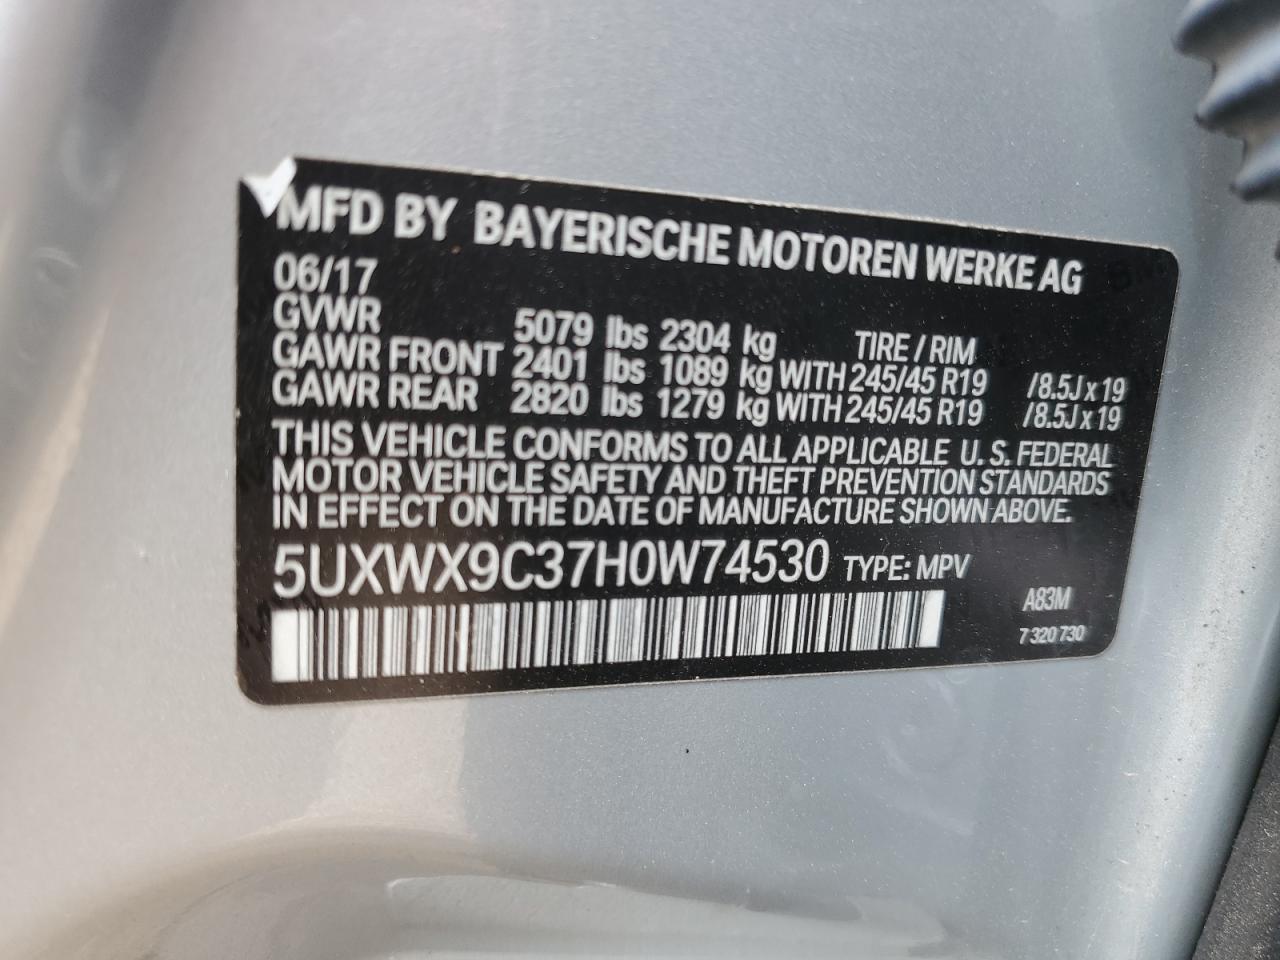 MFD BY BAYERISCHE MOTOREN WERKE AG
06/17
GVWR 5079 lbs 2304 kg TIRE / RIM
GAWR FRONT 2401 lbs 1089 kg WITH 245/45 R19 /8.5J x 19
GAWR REAR 2820 lbs 1279 kg WITH 245/45 R19 /8.5J x 19
THIS VEHICLE CONFORMS TO ALL APPLICABLE U. S. FEDERAL
MOTOR VEHICLE SAFETY AND THEFT PREVENTION STANDARDS
IN EFFECT ON THE DATE OF MANUFACTURE SHOWN ABOVE.
5UXWX9C37H0W74530 TYPE: MPV
A83M
7 320 730